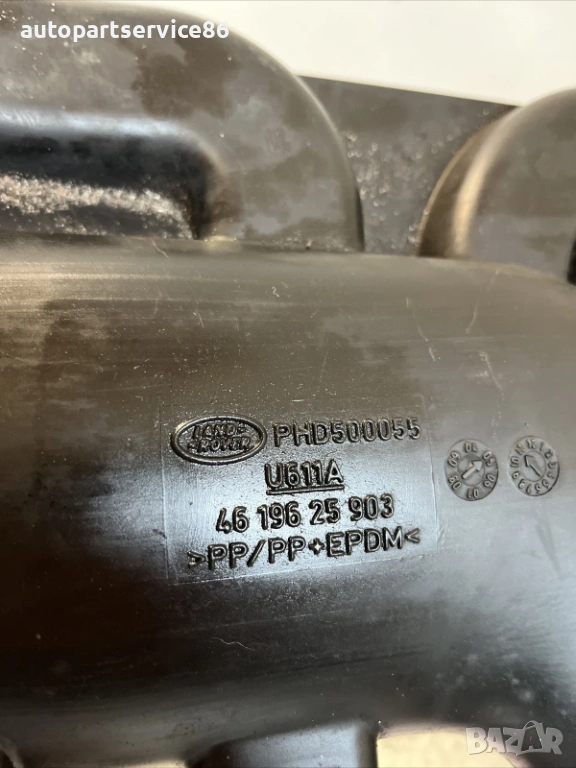 autopartservice86
LAND-
ROVER
PHD500055
U611A
46 196 25 903
>PP/PP+EPDM<
BAZAR